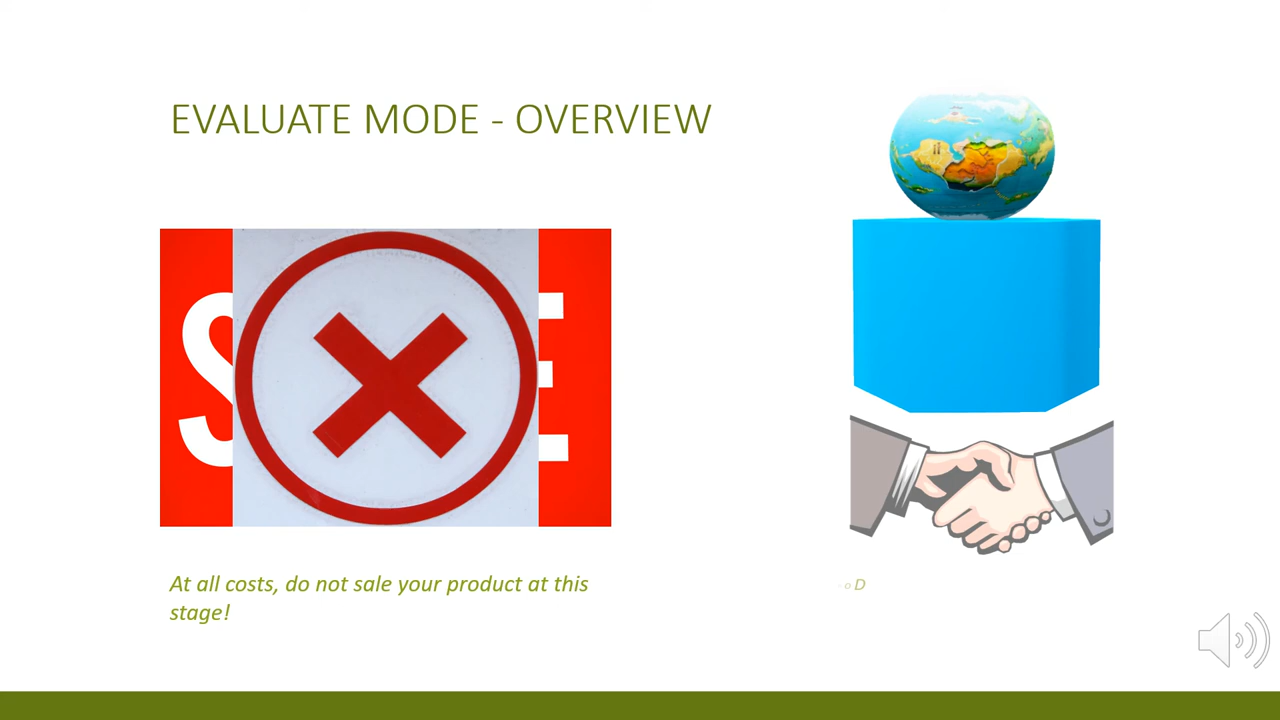 EVALUATE MODE - OVERVIEW
S E
At all costs, do not sale your product at this
stage!
o D